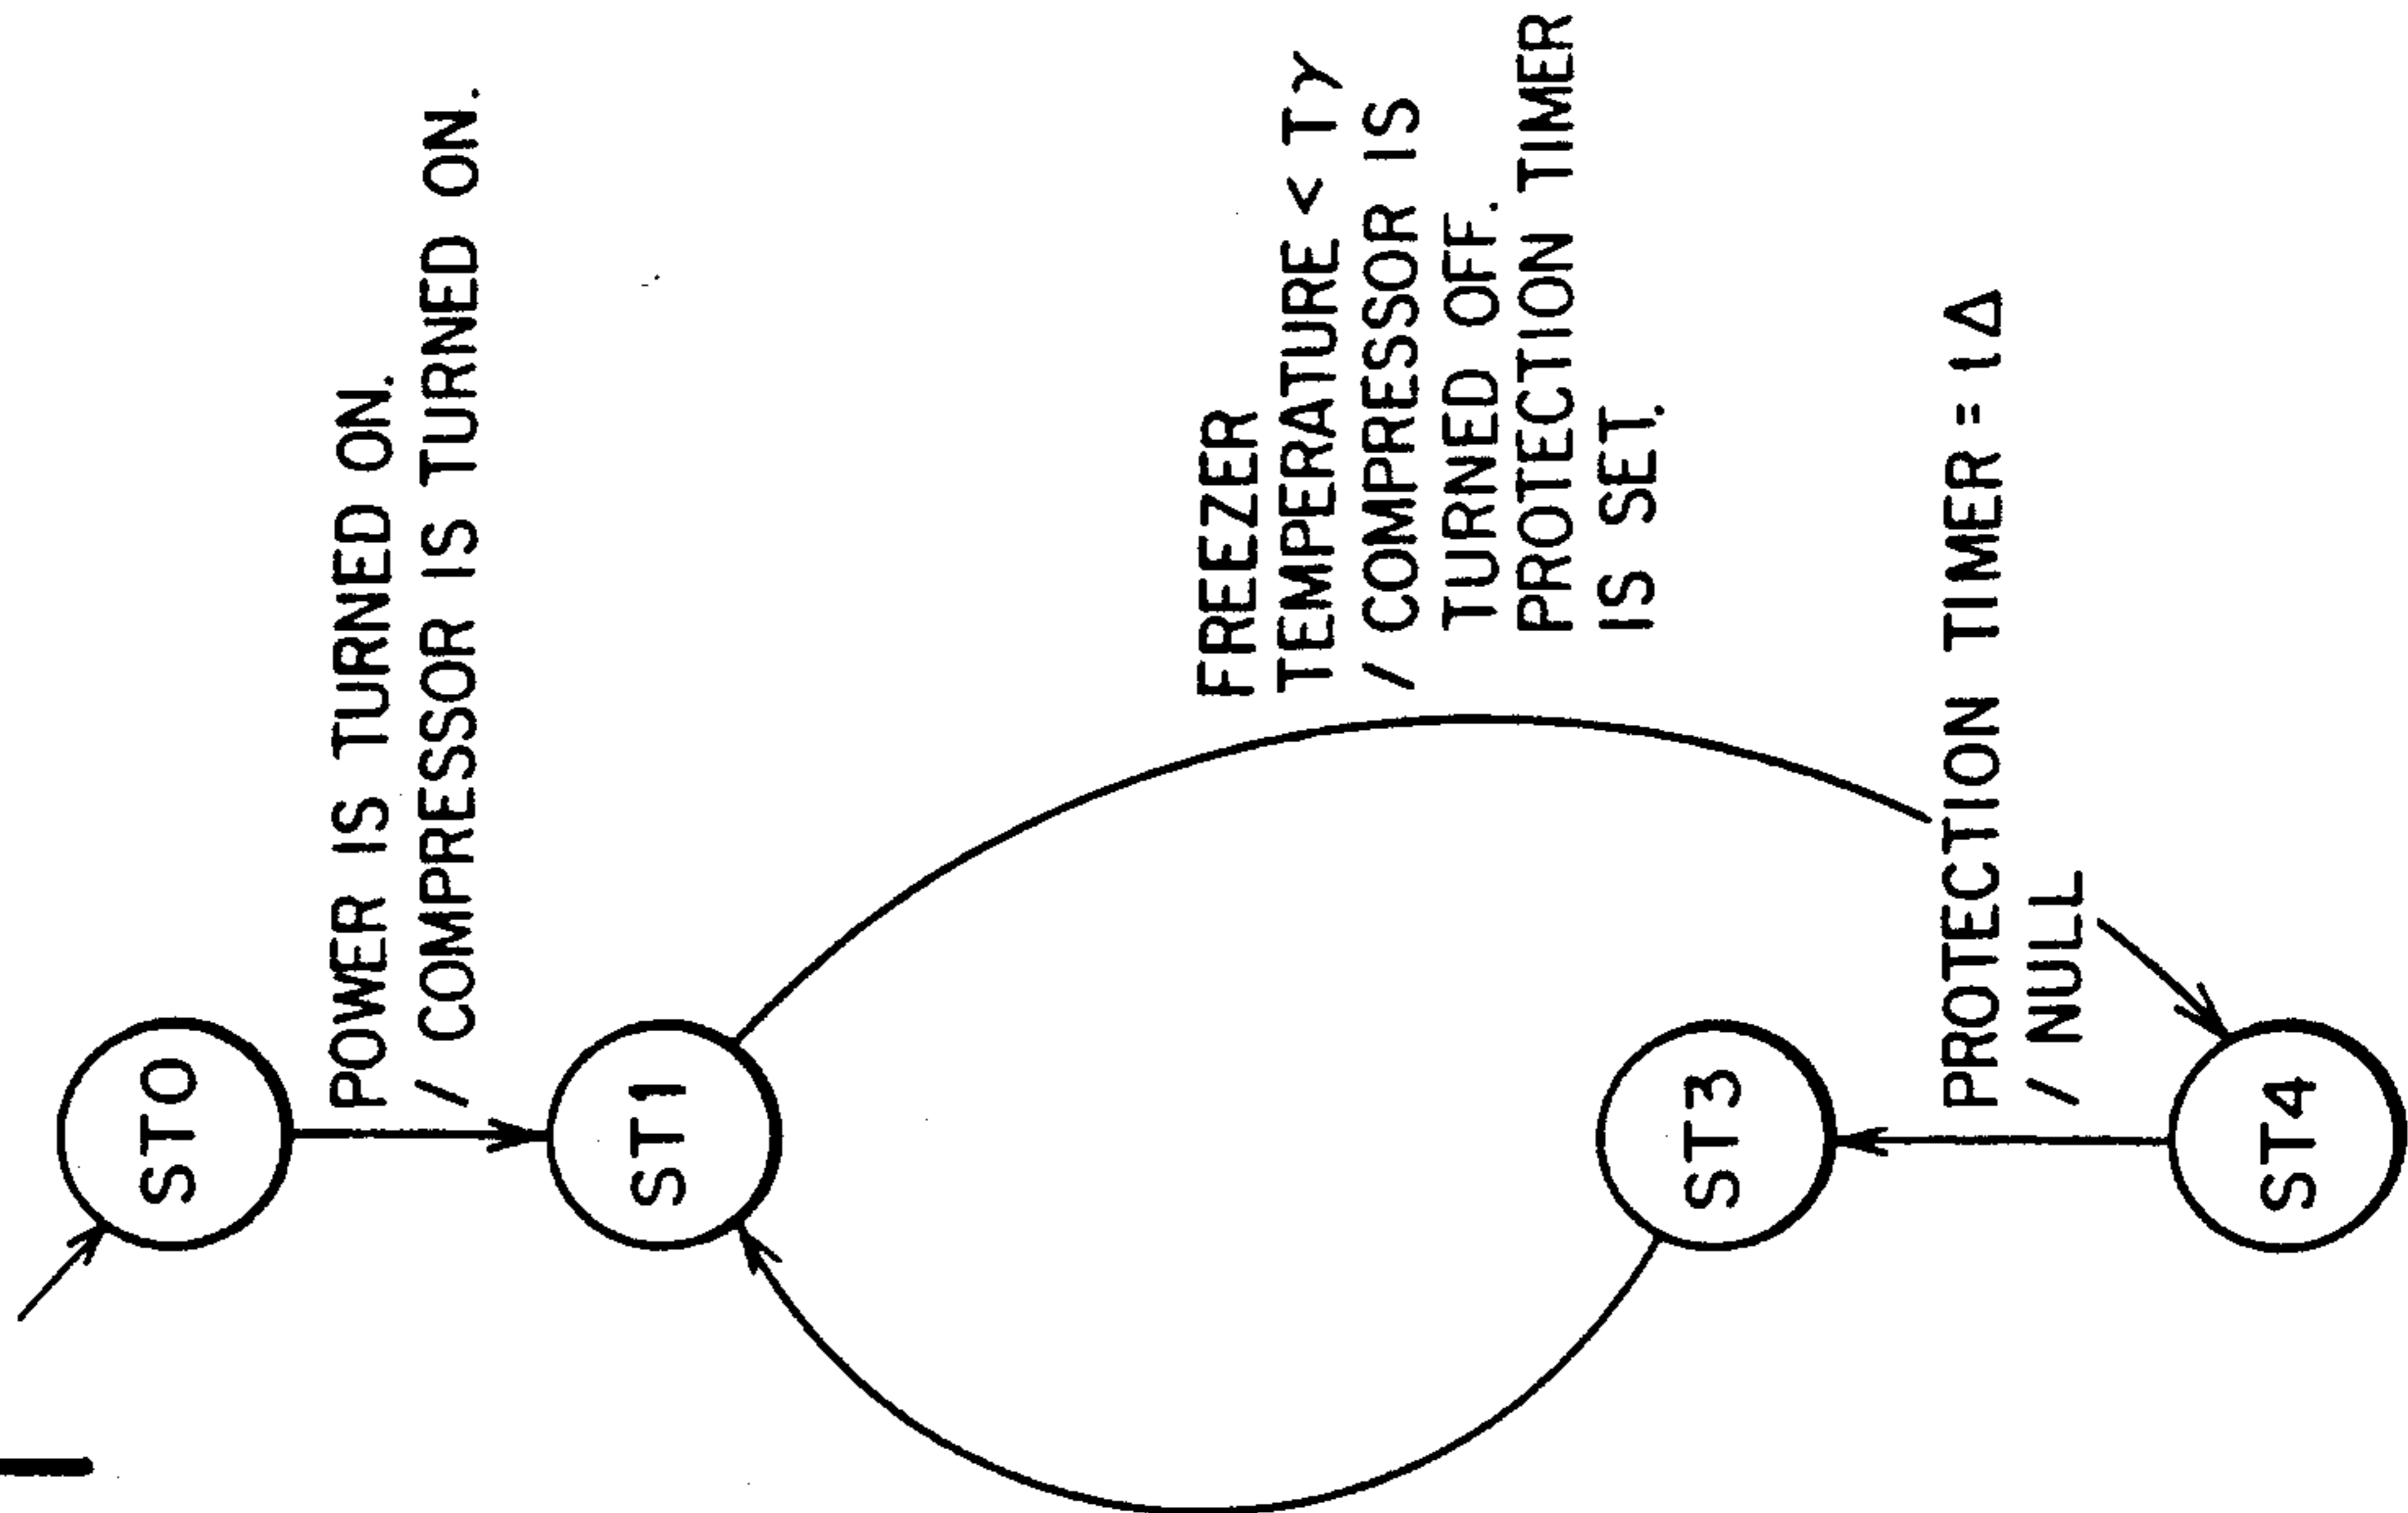 ST0
POWER IS TURNED ON.
/ COMPRESSOR IS TURNED ON.
ST1
FREEZER
TEMPERATURE < Tγ
/ COMPRESSOR IS
TURNED OFF.
PROTECTION TIMER
IS SET.
ST3
PROTECTION TIMER = ιΔ
/ NULL
ST4